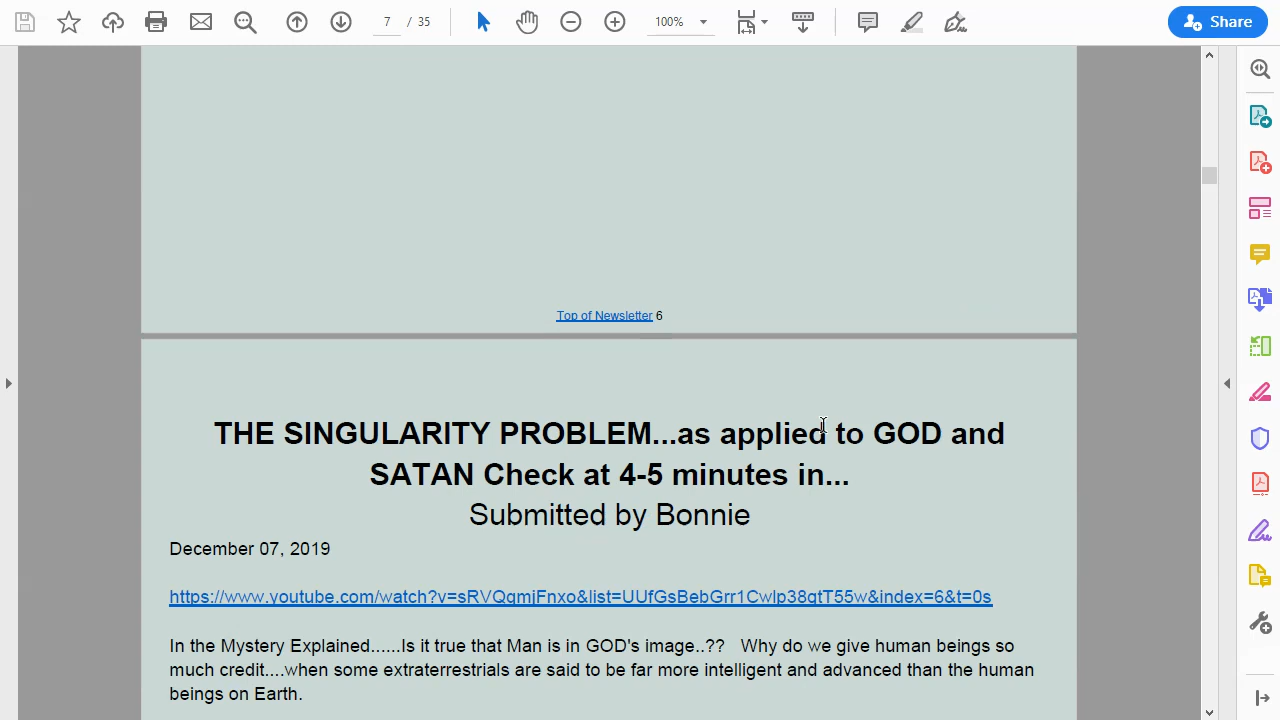 7 / 35
100%
Share
Top of Newsletter 6
THE SINGULARITY PROBLEM...as applied to GOD and
SATAN Check at 4-5 minutes in...
Submitted by Bonnie
December 07, 2019
https://www.youtube.com/watch?v=sRVQqmjFnxo&list=UUfGsBebGrr1Cwlp38qtT55w&index=6&t=0s
In the Mystery Explained......Is it true that Man is in GOD's image..?? Why do we give human beings so
much credit....when some extraterrestrials are said to be far more intelligent and advanced than the human
beings on Earth.